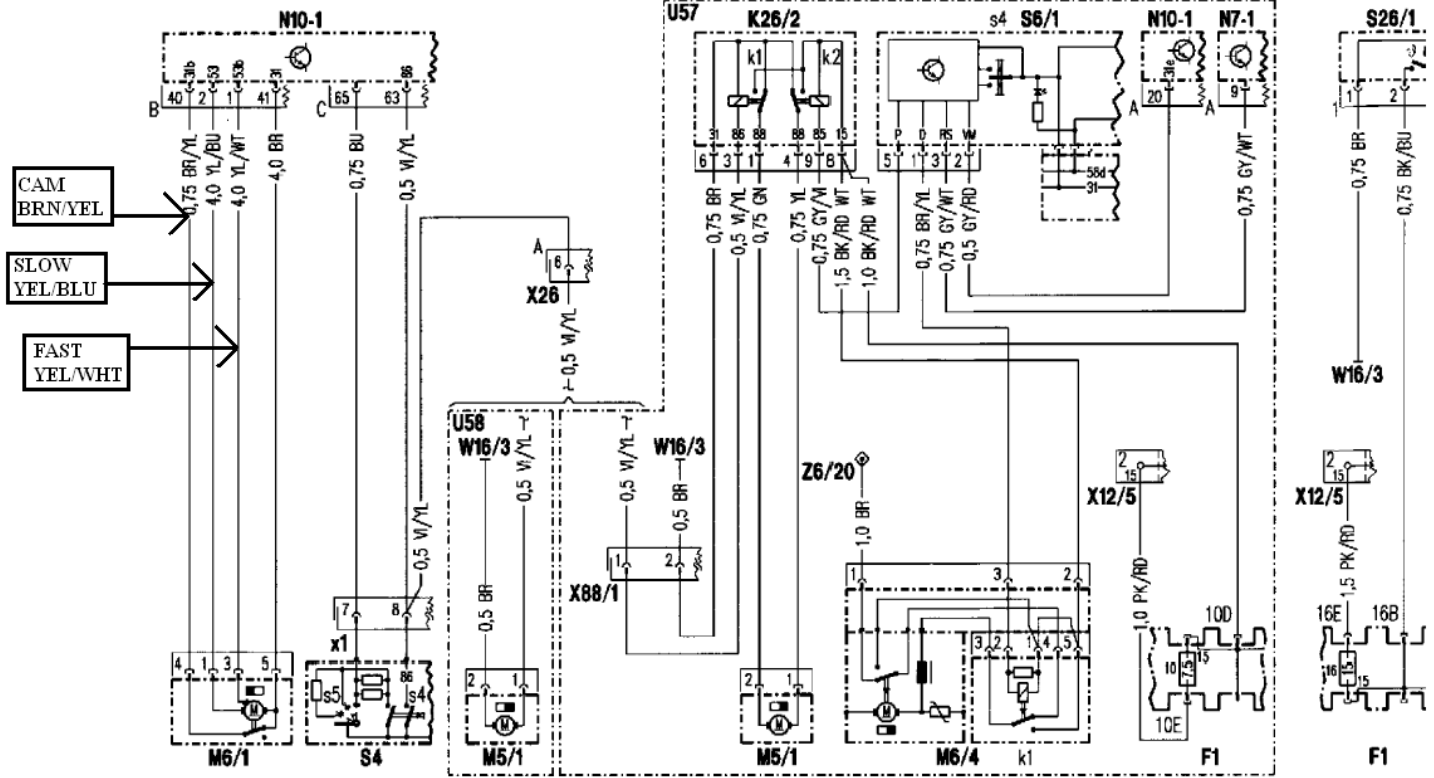 N10-1
U57
K26/2
s4 S6/1
N10-1 N7-1
S26/1
k1 k2
31b 53 53b 31 86
40 2 1 41 65 63
B C
31 86 88 88 85 15
6 3 1 4 9 8
P D RS VM
5 1 3 2
58d
31
31e
20 9
A A
1 2
1
CAM
BRN/YEL
SLOW
YEL/BLU
FAST
YEL/WHT
0,75 BR/YL
4,0 YL/BU
4,0 YL/WT
4,0 BR
0,75 BU
0,5 VI/YL
A
6
X26
0,5 VI/YL
0,5 VI/YL
0,75 BR
0,5 VI/YL
0,75 GN
0,75 YL
0,75 GY/VI
1,5 BK/RD WT
1,0 BK/RD WT
0,75 BR/YL
0,75 GY/WT
0,5 GY/RD
0,75 GY/WT
0,75 BR
0,75 BK/BU
W16/3
U58
W16/3
0,5 BR
0,5 VI/YL
0,5 VI/YL
W16/3
0,5 BR
Z6/20
1,0 BR
2
15
X12/5
1,0 PK/RD
2
15
X12/5
1,5 PK/RD
1 2
X88/1
1 3 2
7 8
x1
10D
16E 16B
4 1 3 5
86
s5 s4
2 1
2 1
3 2 1 4 5
10 7,5 15
10E
16 15 15
M M M M
M6/1 S4 M5/1 M5/1 M6/4 k1 F1 F1